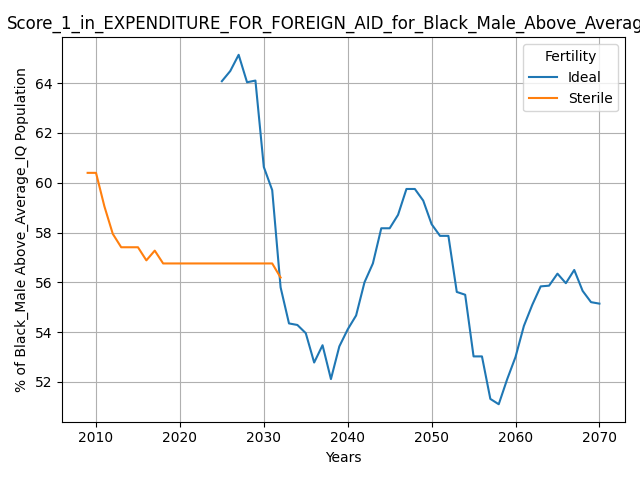 Score_1_in_EXPENDITURE_FOR_FOREIGN_AID_for_Black_Male_Above_Averag
Fertility
Ideal
Sterile
% of Black_Male Above_Average_IQ Population
64
62
60
58
56
54
52
2010 2020 2030 2040 2050 2060 2070
Years